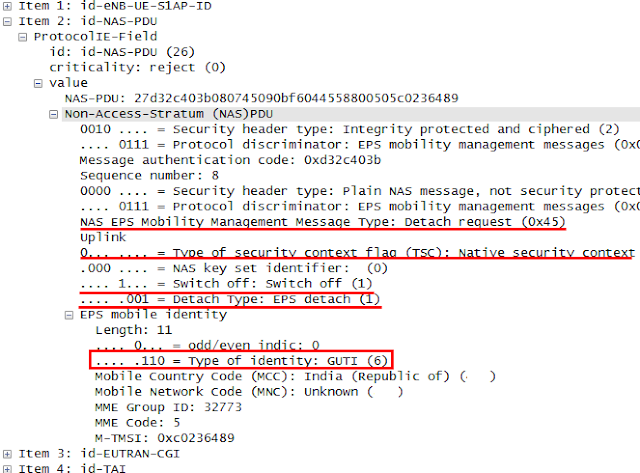 Item 1: id-eNB-UE-S1AP-ID
Item 2: id-NAS-PDU
ProtocolIE-Field
id: id-NAS-PDU (26)
criticality: reject (0)
value
NAS-PDU: 27d32c403b080745090bf6044558800505c0236489
Non-Access-Stratum (NAS)PDU
0010 .... = Security header type: Integrity protected and ciphered (2)
.... 0111 = Protocol discriminator: EPS mobility management messages (0x0
Message authentication code: 0xd32c403b
Sequence number: 8
0000 .... = Security header type: Plain NAS message, not security protect
.... 0111 = Protocol discriminator: EPS mobility management messages (0x0
NAS EPS Mobility Management Message Type: Detach request (0x45)
Uplink
0... .... = Type of security context flag (TSC): Native security context
.000 .... = NAS key set identifier:  (0)
.... 1... = Switch off: Switch off (1)
.... .001 = Detach Type: EPS detach (1)
EPS mobile identity
Length: 11
.... 0... = odd/even indic: 0
.... .110 = Type of identity: GUTI (6)
Mobile Country Code (MCC): India (Republic of) (    )
Mobile Network Code (MNC): Unknown (    )
MME Group ID: 32773
MME Code: 5
M-TMSI: 0xc0236489
Item 3: id-EUTRAN-CGI
Item 4: id-TAI